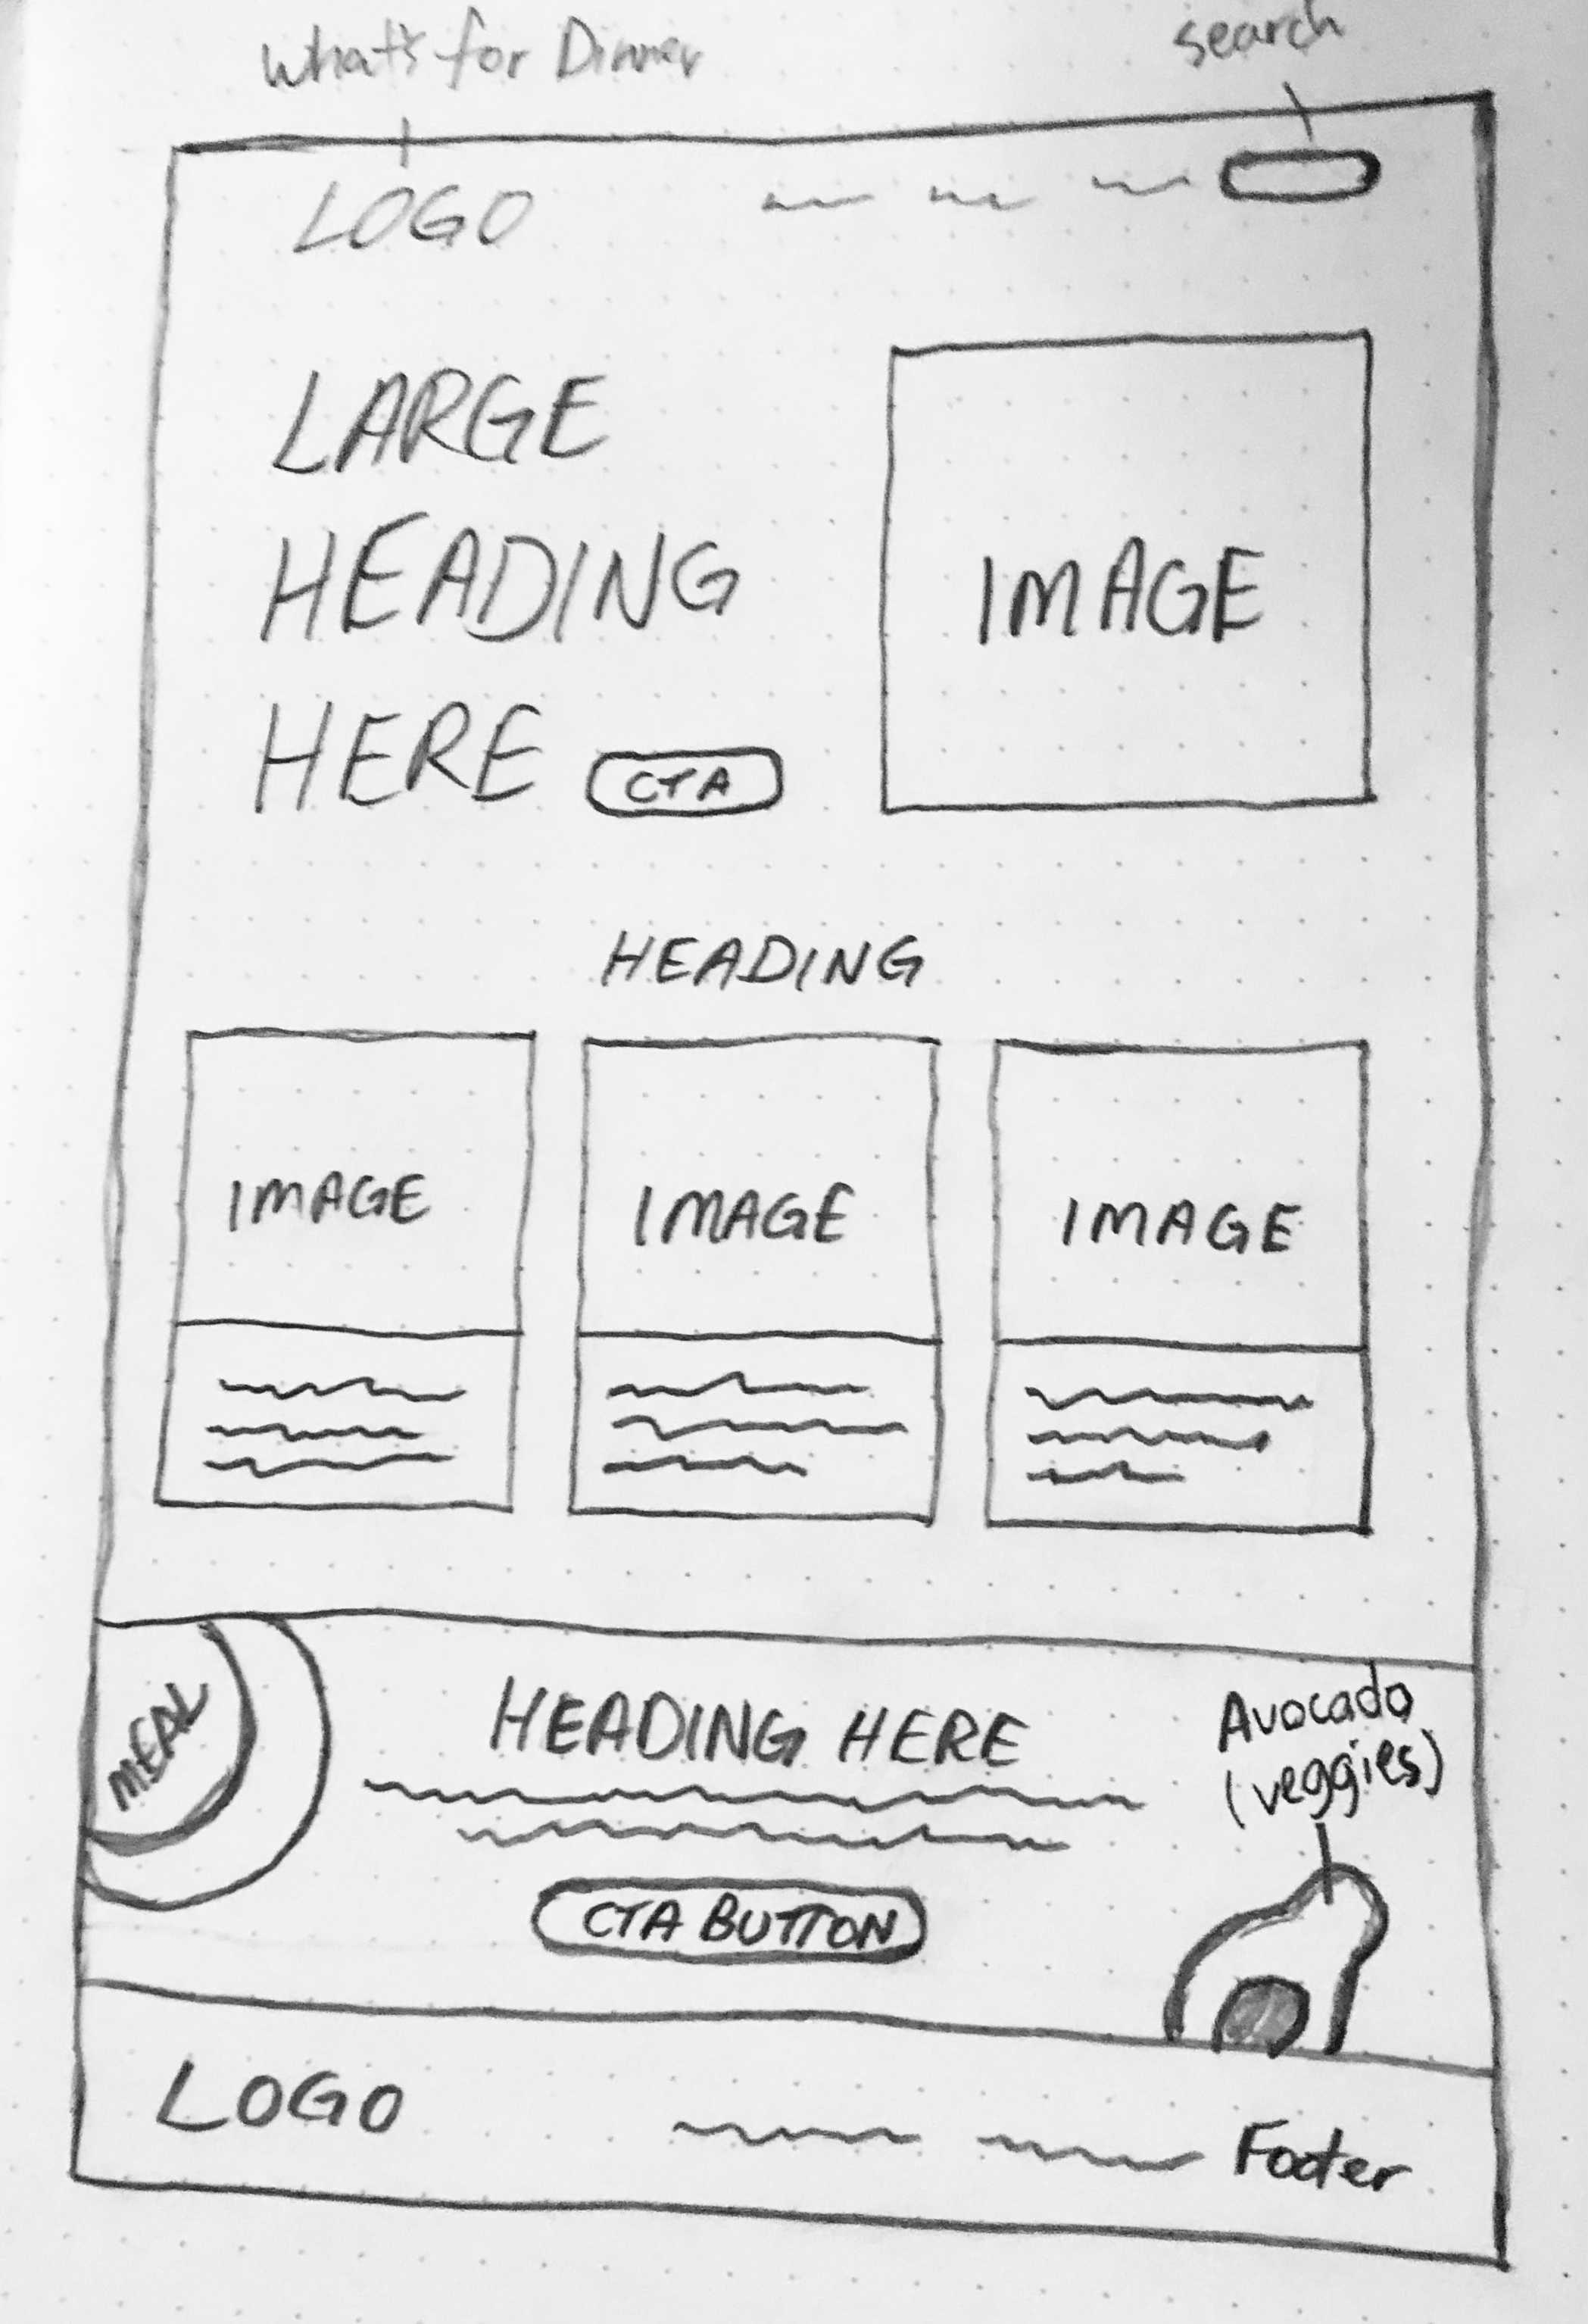 What's for Dinner
search
LOGO
LARGE
HEADING
HERE
CTA
IMAGE
HEADING
IMAGE
IMAGE
IMAGE
MEAL
HEADING HERE
CTA BUTTON
Avocado
(veggies)
LOGO
Footer